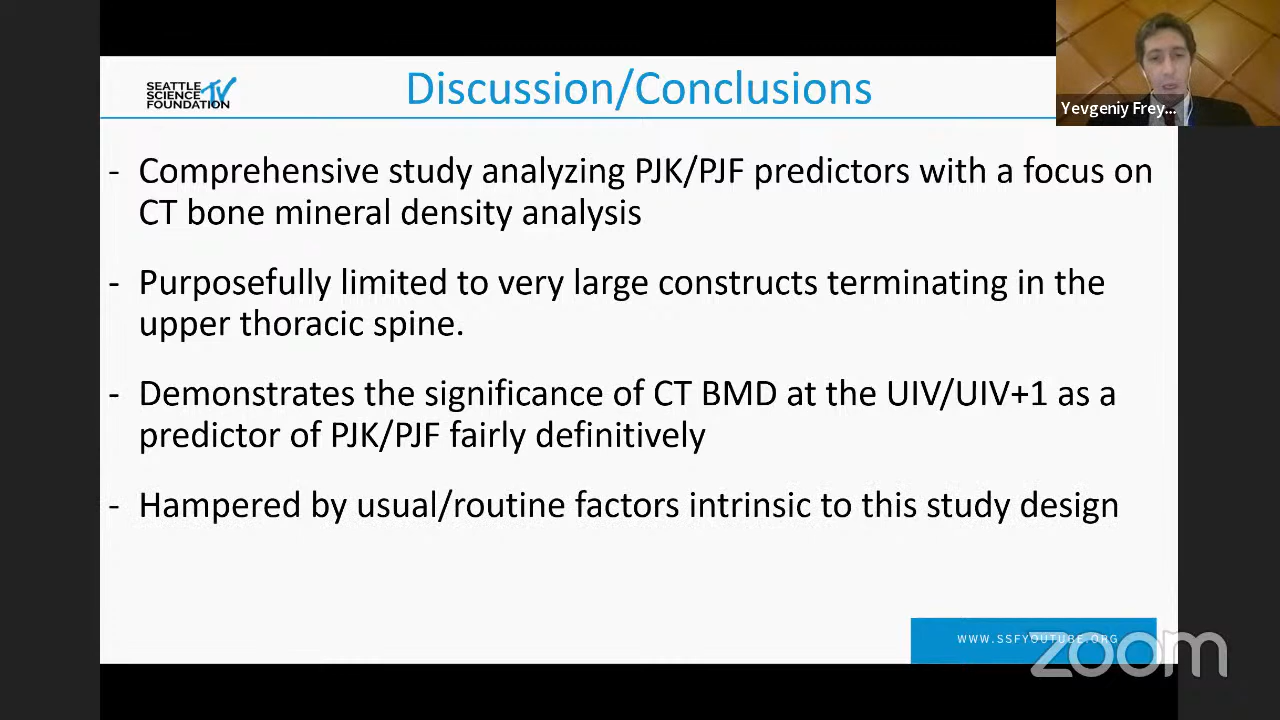 SEATTLE
SCIENCE TV
FOUNDATION
Discussion/Conclusions
Yevgeniy Frey...
- Comprehensive study analyzing PJK/PJF predictors with a focus on
CT bone mineral density analysis
- Purposefully limited to very large constructs terminating in the
upper thoracic spine.
- Demonstrates the significance of CT BMD at the UIV/UIV+1 as a
predictor of PJK/PJF fairly definitively
- Hampered by usual/routine factors intrinsic to this study design
WWW.SSFYOUTUBE.ORG
zoom